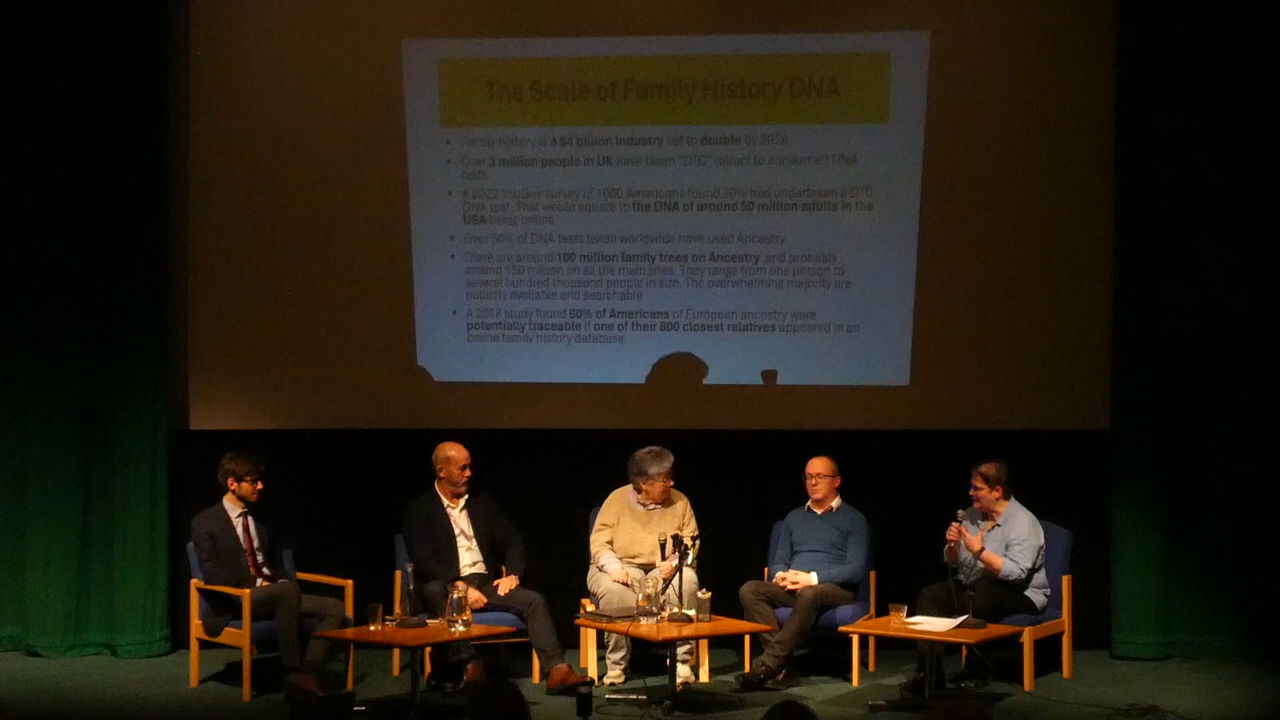 The Scale of Family History DNA
• Family history is a $4 billion industry set to double by 2028.
• Over 3 million people in UK have taken "DTC" (direct to consumer) DNA
tests.
• A 2022 YouGov survey of 1000 Americans found 20% had undertaken a DTC
DNA test. That would equate to the DNA of around 50 million adults in the
USA being online.
• Over 50% of DNA tests taken worldwide have used Ancestry
• There are around 100 million family trees on Ancestry and probably
around 150 million on all the main sites. They range from one person to
several hundred thousand people in size. The overwhelming majority are
publicly available and searchable
• A 2018 study found 60% of Americans of European ancestry were
potentially traceable if one of their 800 closest relatives appeared in an
online family history database.